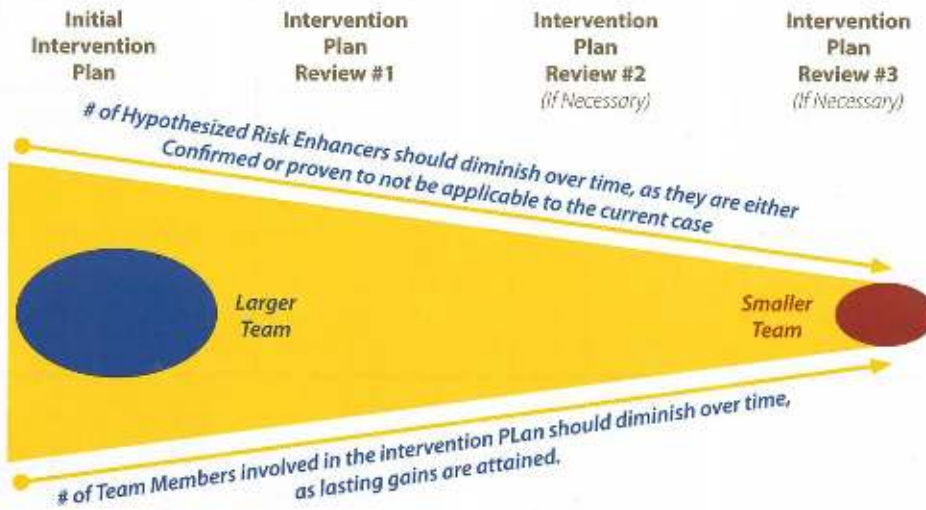 Initial
Intervention
Plan
Intervention
Plan
Review #1
Intervention
Plan
Review #2
(If Necessary)
Intervention
Plan
Review #3
(If Necessary)
# of Hypothesized Risk Enhancers should diminish over time, as they are either
Confirmed or proven to not be applicable to the current case
Larger
Team
Smaller
Team
# of Team Members involved in the intervention PLan should diminish over time,
as lasting gains are attained.